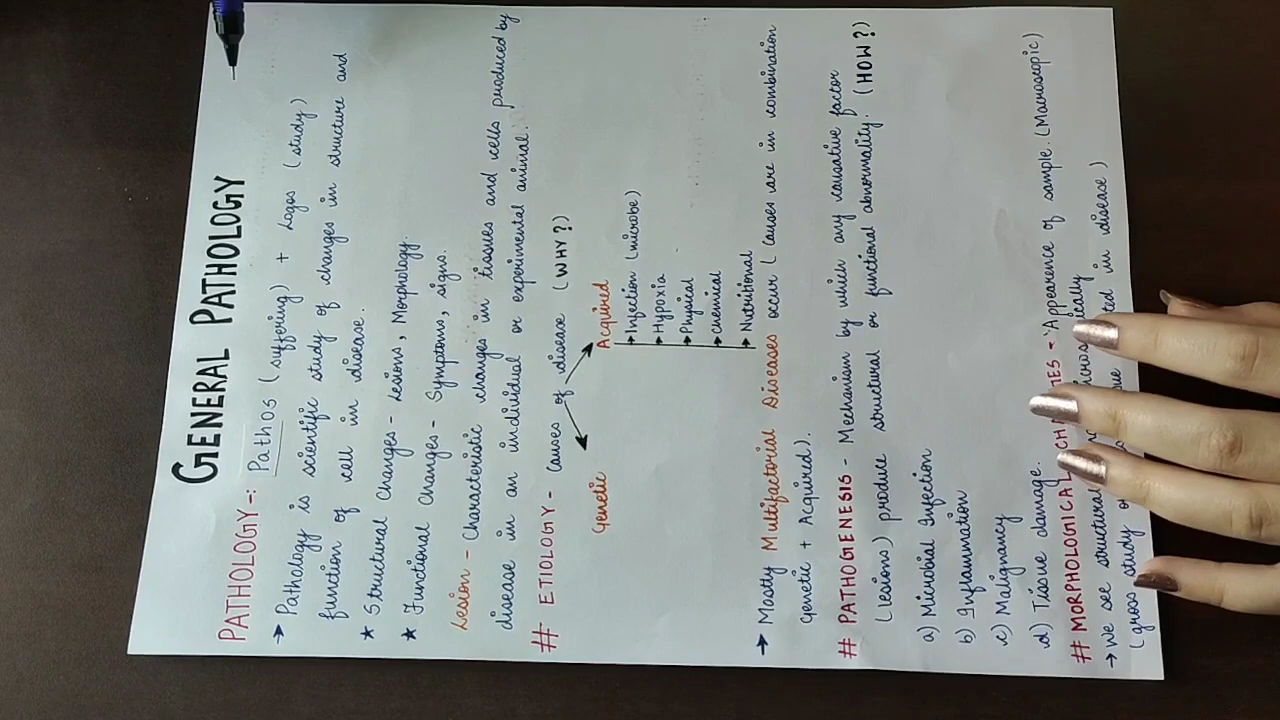 GENERAL PATHOLOGY
PATHOLOGY-: Pathos (suffering) + Logos (study)
→ Pathology is scientific study of changes in structure and
function of cell in disease.
★ Structural Changes - Lesions, Morphology.
★ Functional Changes - Symptoms, signs.
Lesion - Characteristic changes in tissues and cells produced by
disease in an individual or experimental animal.
# ETIOLOGY - Causes of disease (WHY?)
Genetic
Acquired
→ Infection (microbe)
→ Hypoxia
→ Physical
→ Chemical
→ Nutritional
→ Mostly Multifactorial Diseases occur (Causes are in combination
Genetic + Acquired).
# PATHOGENESIS - Mechanism by which any causative factor
(lesions) produce structural or functional abnormality. (HOW?)
a) Microbial Infection
b) Inflammation
c) Malignancy
d) Tissue damage.
# MORPHOLOGICAL - Appearence of sample. (Macroscopic)
→ We see structural
(gross study in disease)